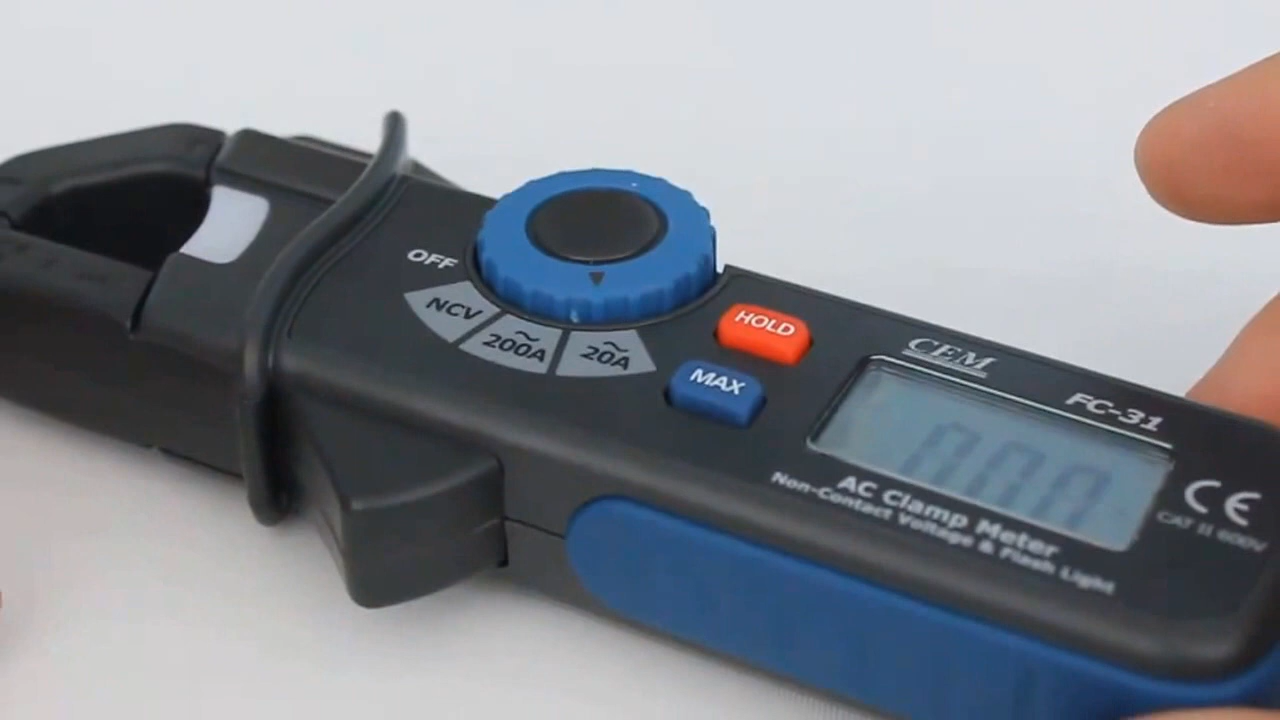 OFF
NCV
~
200A
~
20A
HOLD
MAX
CEM
FC-31
AC Clamp Meter
Non-Contact Voltage & Flash Light
CE
CAT II 600V